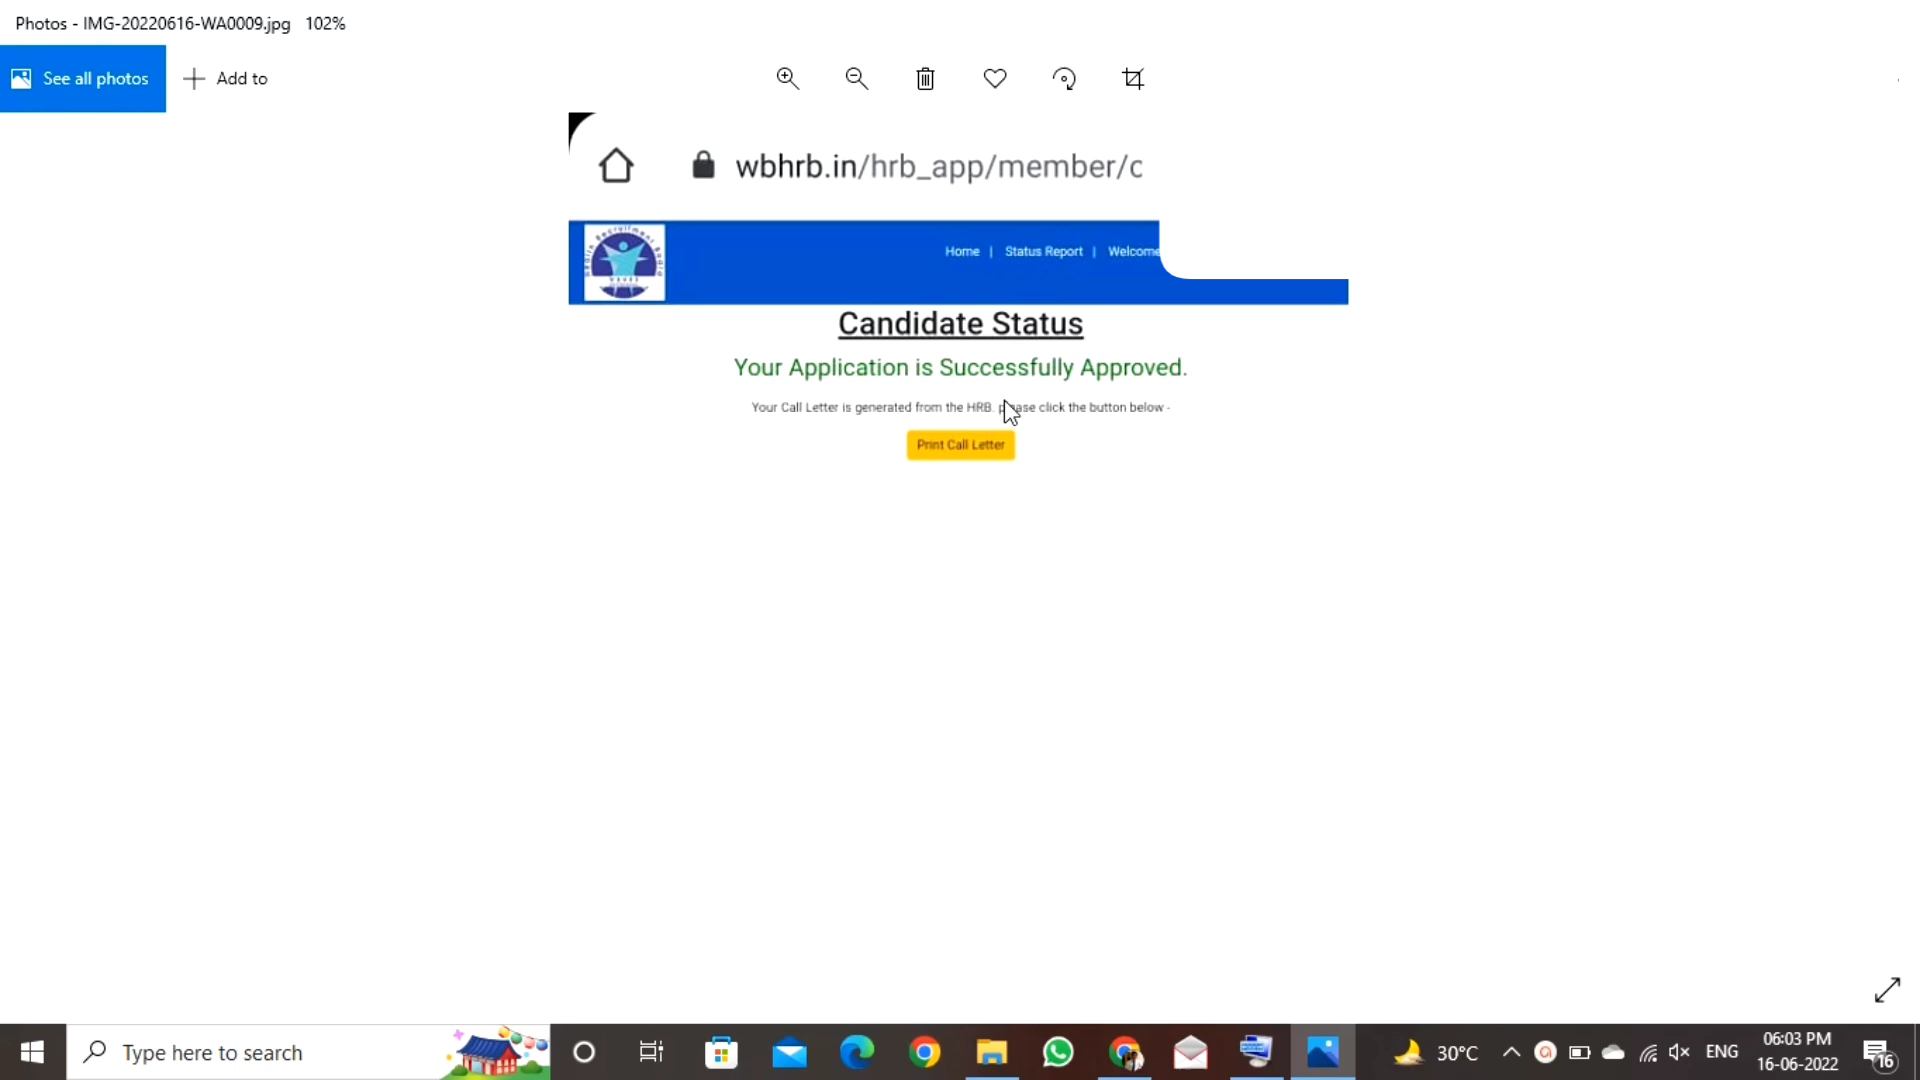 Photos - IMG-20220616-WA0009.jpg 102%
See all photos
Add to
wbhrb.in/hrb_app/member/c
Home | Status Report | Welcome
Candidate Status
Your Application is Successfully Approved.
Your Call Letter is generated from the HRB. please click the button below -
Print Call Letter
Type here to search
30°C
ENG
06:03 PM
16-06-2022
16